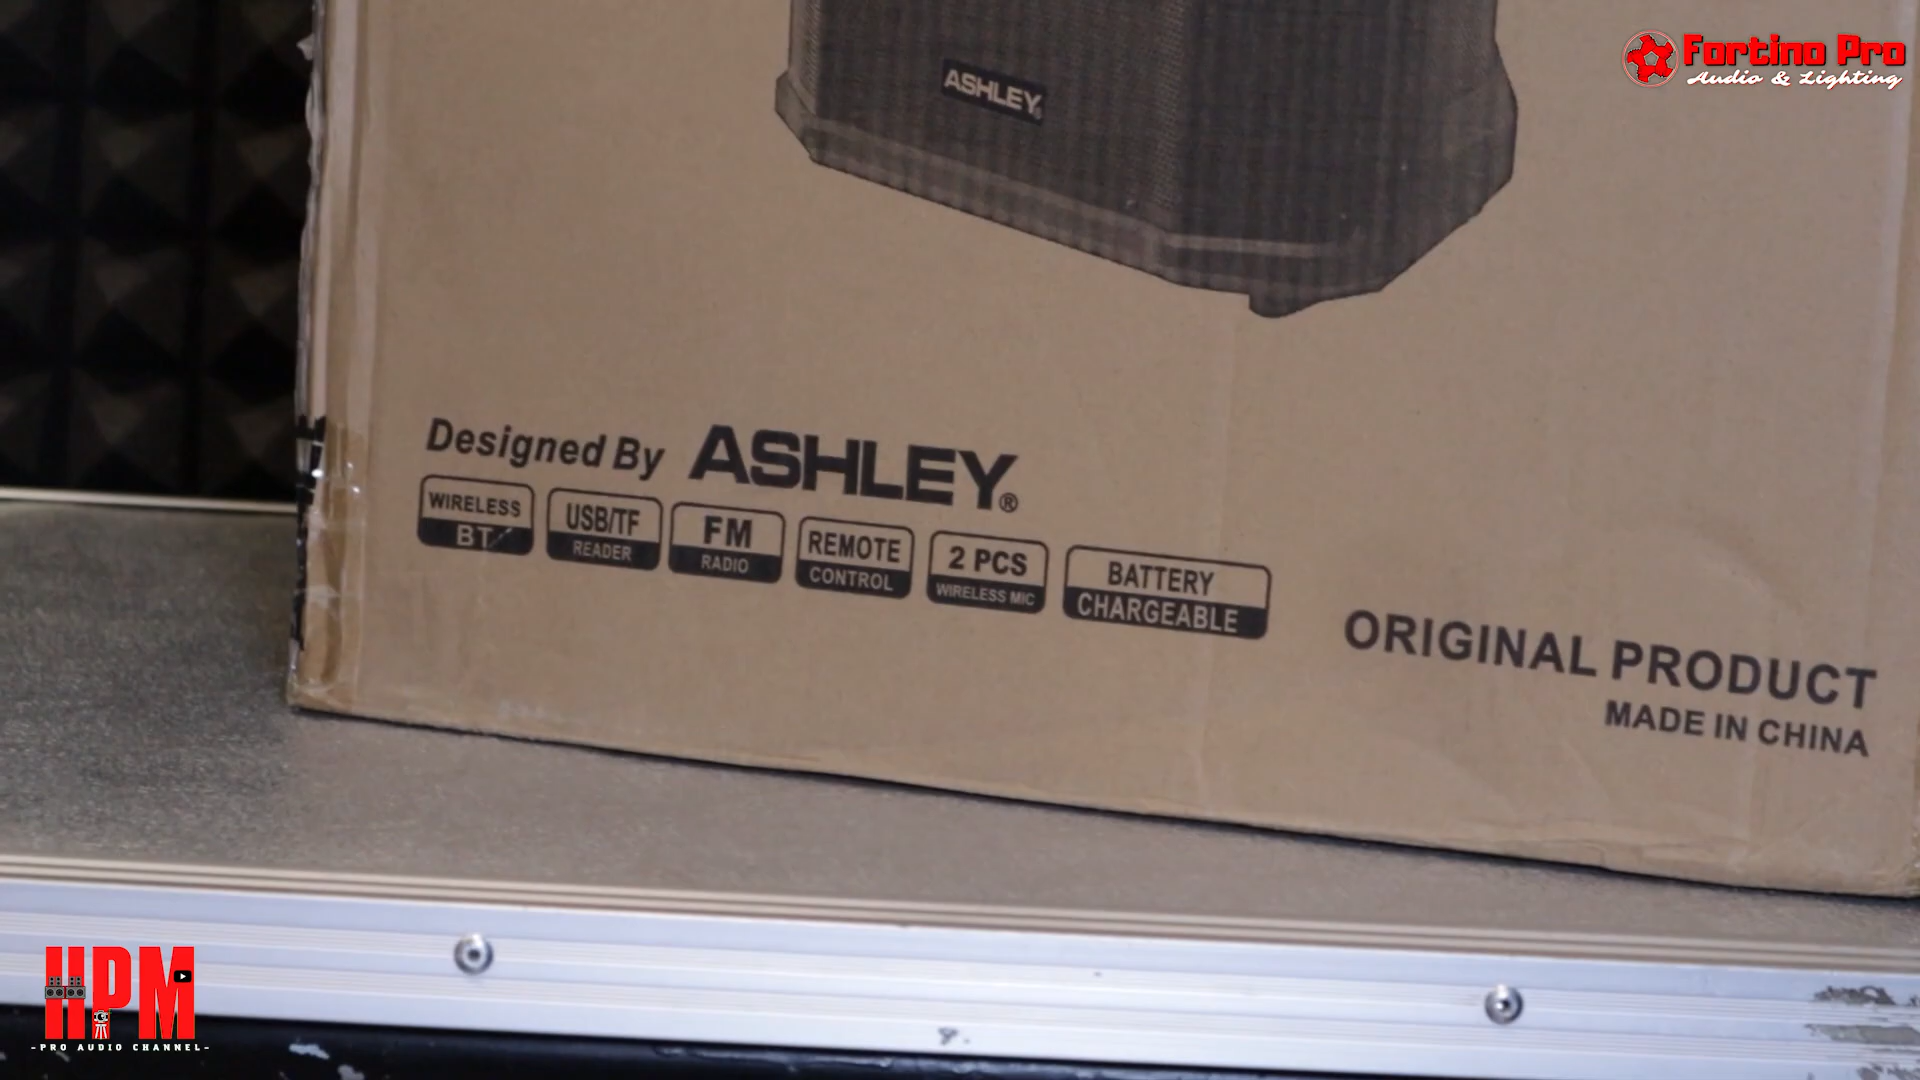 Fortino Pro
Audio & Lighting
ASHLEY
Designed By ASHLEY®
WIRELESS
BT
USB/TF
READER
FM
RADIO
REMOTE
CONTROL
2 PCS
WIRELESS MIC
BATTERY
CHARGEABLE
ORIGINAL PRODUCT
MADE IN CHINA
HPM
-PRO AUDIO CHANNEL-